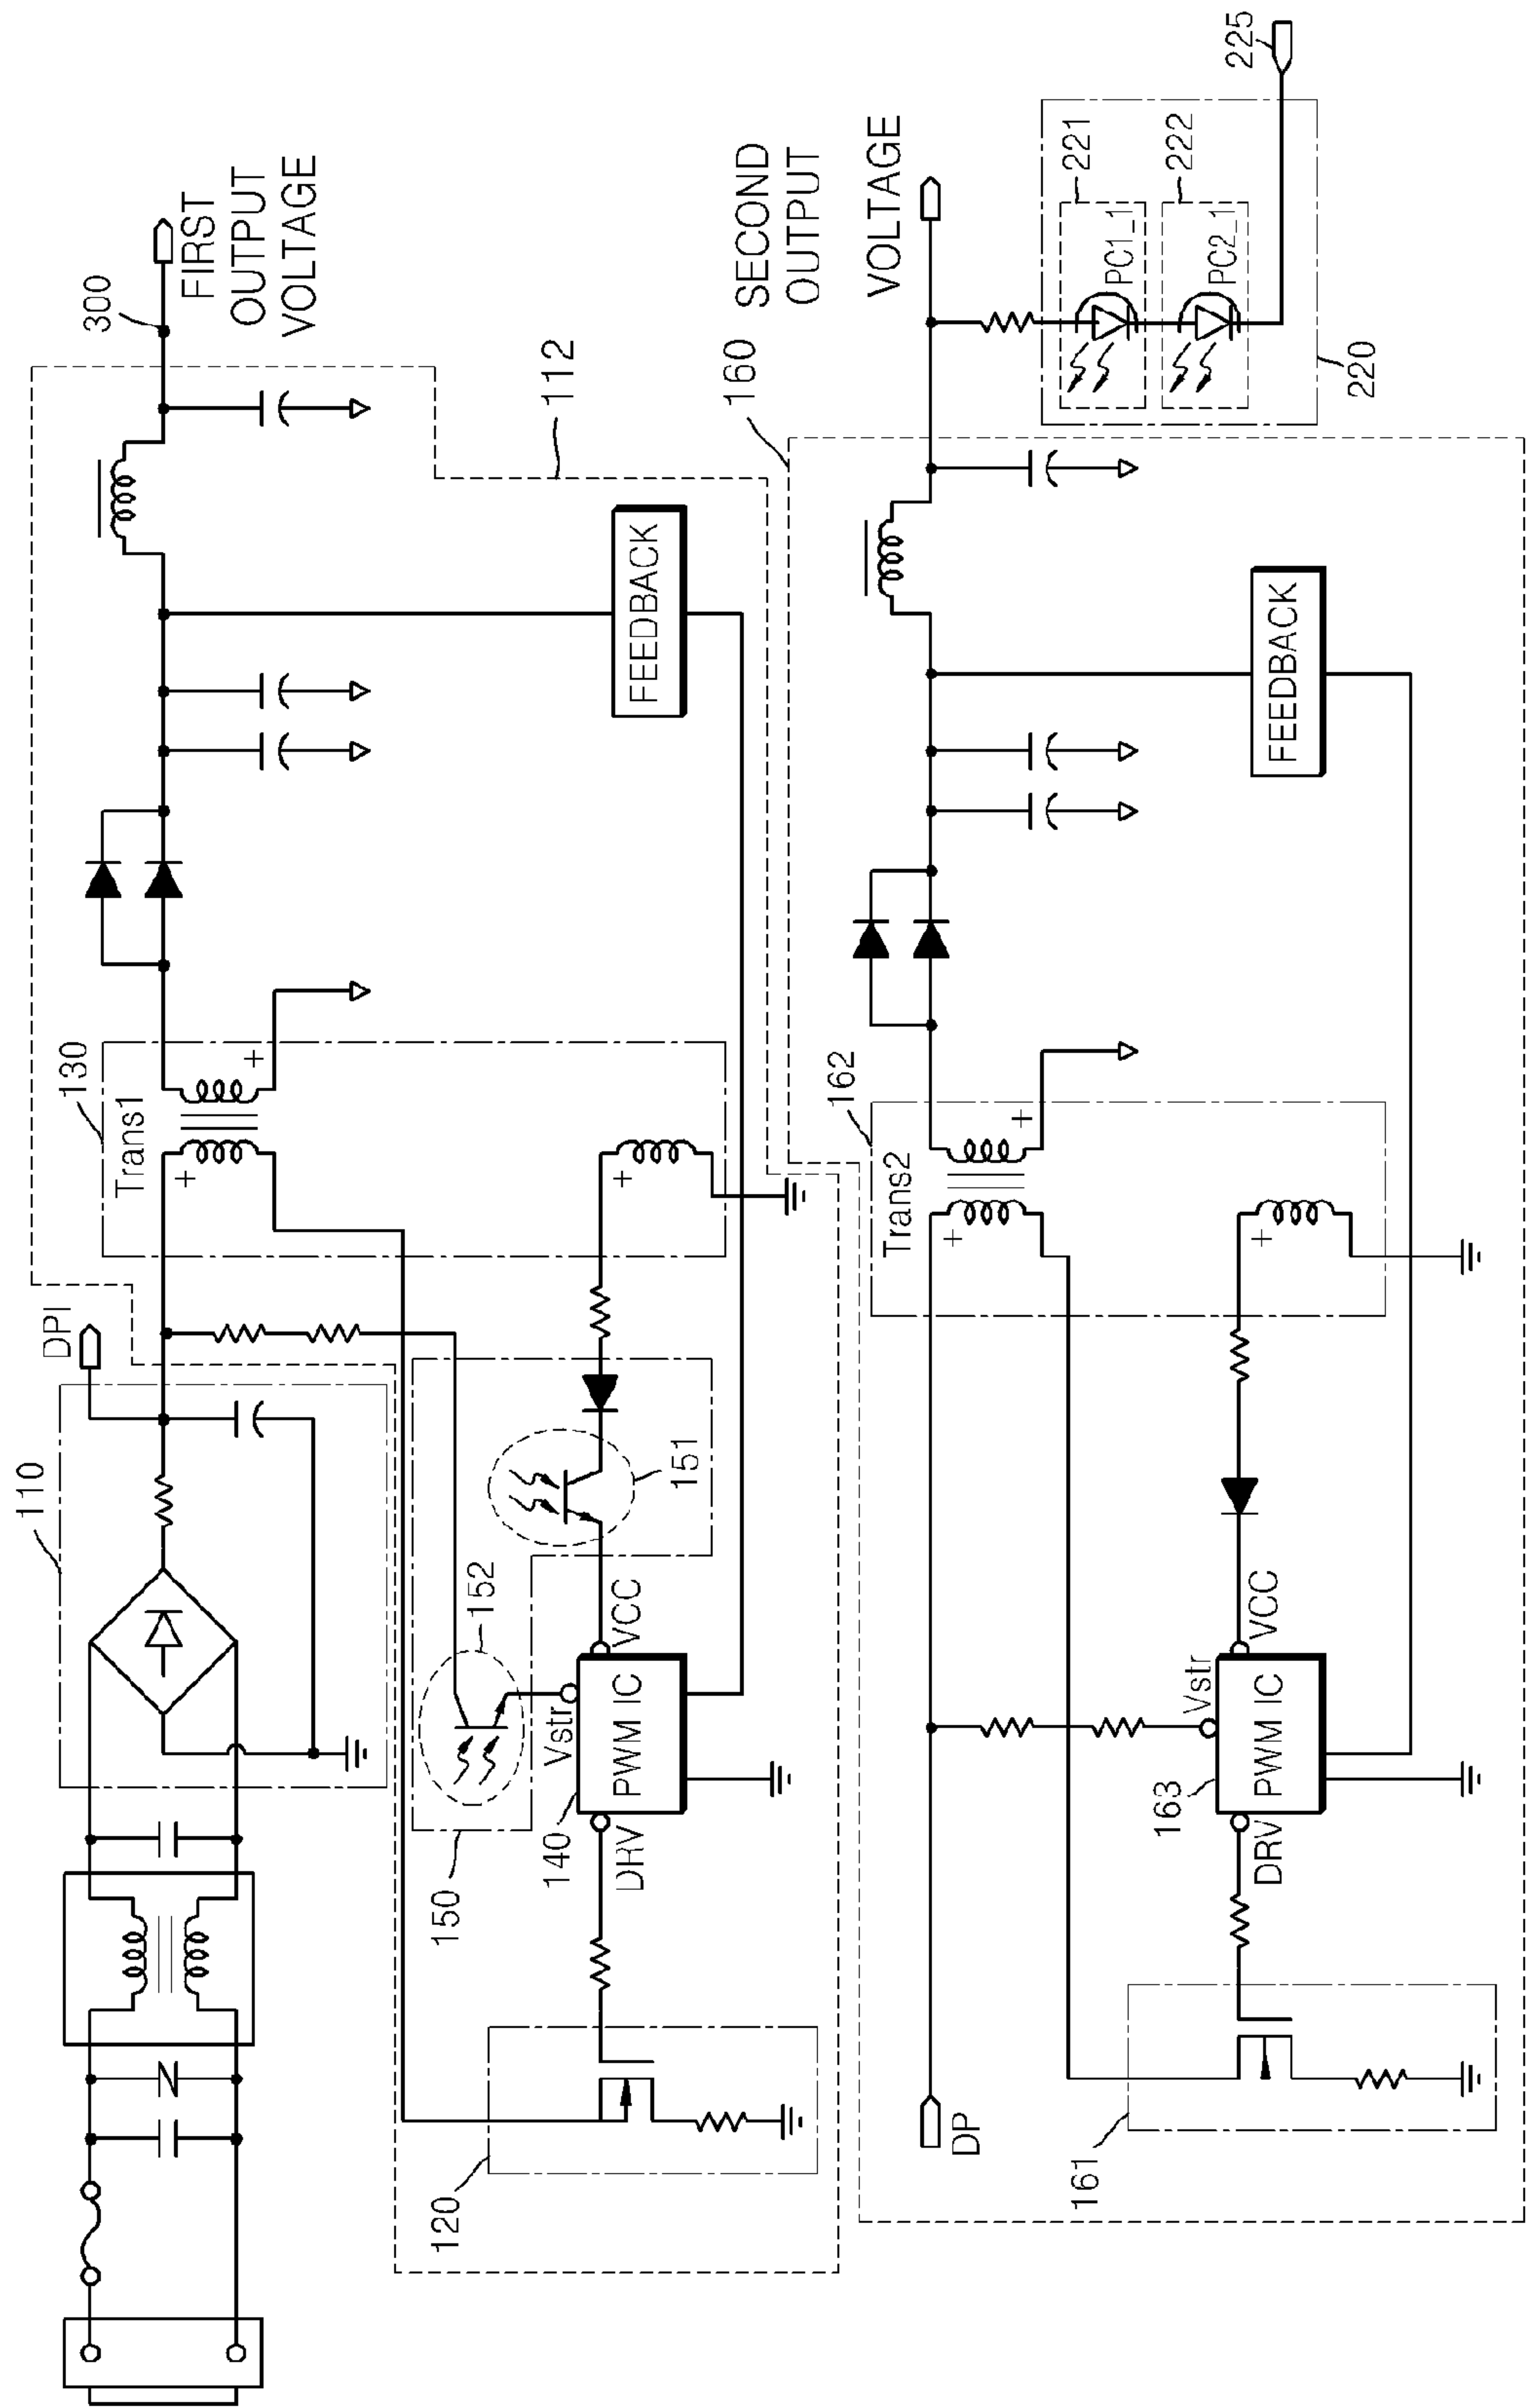 110
DPI
130
Trans1
300
FIRST
OUTPUT
VOLTAGE
150
152
151
Vstr
VCC
140
PWM IC
DRV
120
FEEDBACK
112
+
+
+
160
SECOND
OUTPUT
VOLTAGE
DP
162
Trans2
+
+
+
Vstr
VCC
163
PWM IC
DRV
161
FEEDBACK
221
PC1_1
222
PC2_1
220
225